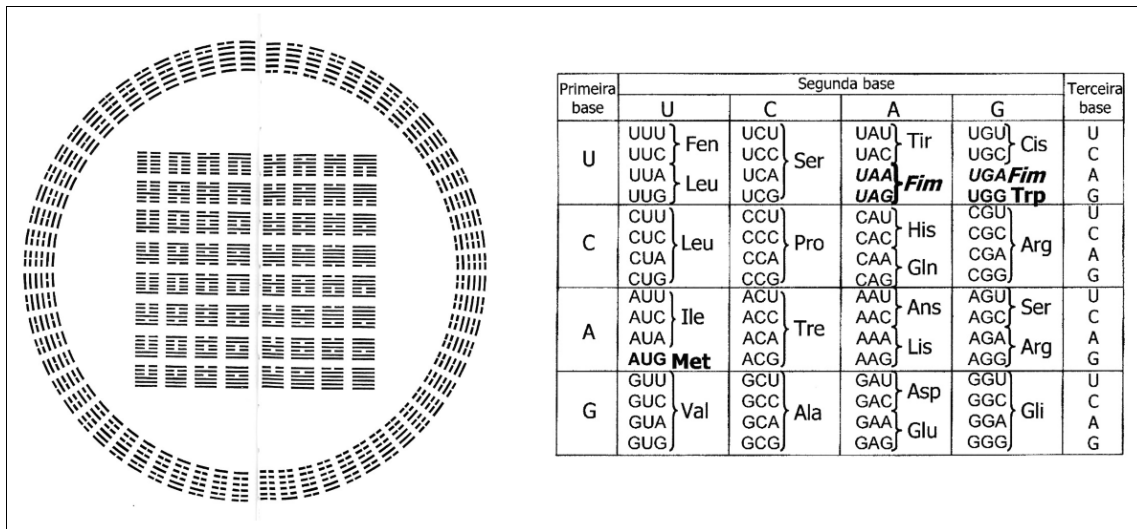 Primeira base Segunda base Terceira base
U C A G
U
UUU UCU UAU UGU U
Fen Tir Cis
UUC UCC UAC UGC C
Ser
UUA UCA UAA UGA Fim A
Leu Fim
UUG UCG UAG UGG Trp G
C
CUU CCU CAU CGU U
His
CUC CCC CAC CGC C
Leu Pro Arg
CUA CCA CAA CGA A
Gln
CUG CCG CAG CGG G
A
AUU ACU AAU AGU U
Ans Ser
AUC ACC AAC AGC C
Ile Tre
AUA ACA AAA AGA A
Lis Arg
AUG Met ACG AAG AGG G
G
GUU GCU GAU GGU U
Asp
GUC GCC GAC GGC C
Val Ala Gli
GUA GCA GAA GGA A
Glu
GUG GCG GAG GGG G